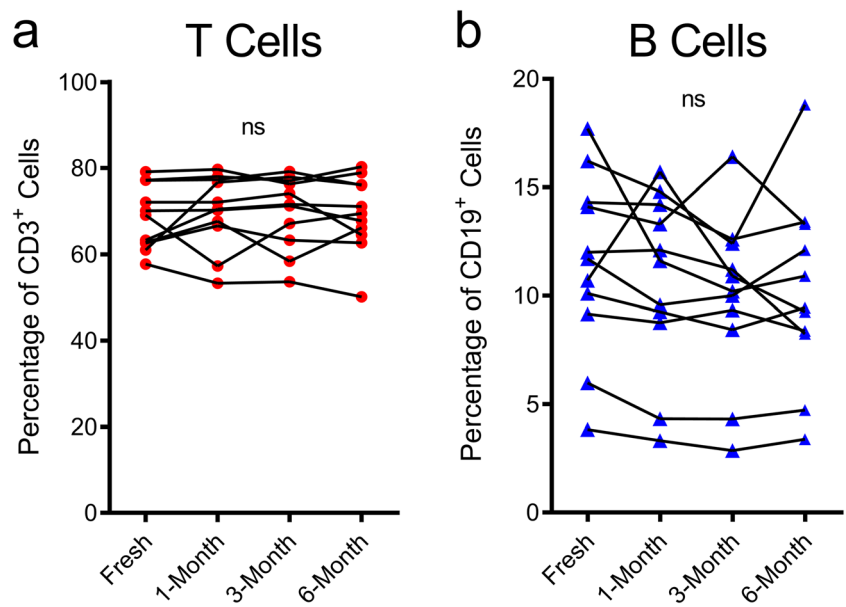 a
T Cells
Percentage of CD3+ Cells
100
80
60
40
20
0
ns
Fresh
1-Month
3-Month
6-Month
b
B Cells
Percentage of CD19+ Cells
20
15
10
5
0
ns
Fresh
1-Month
3-Month
6-Month